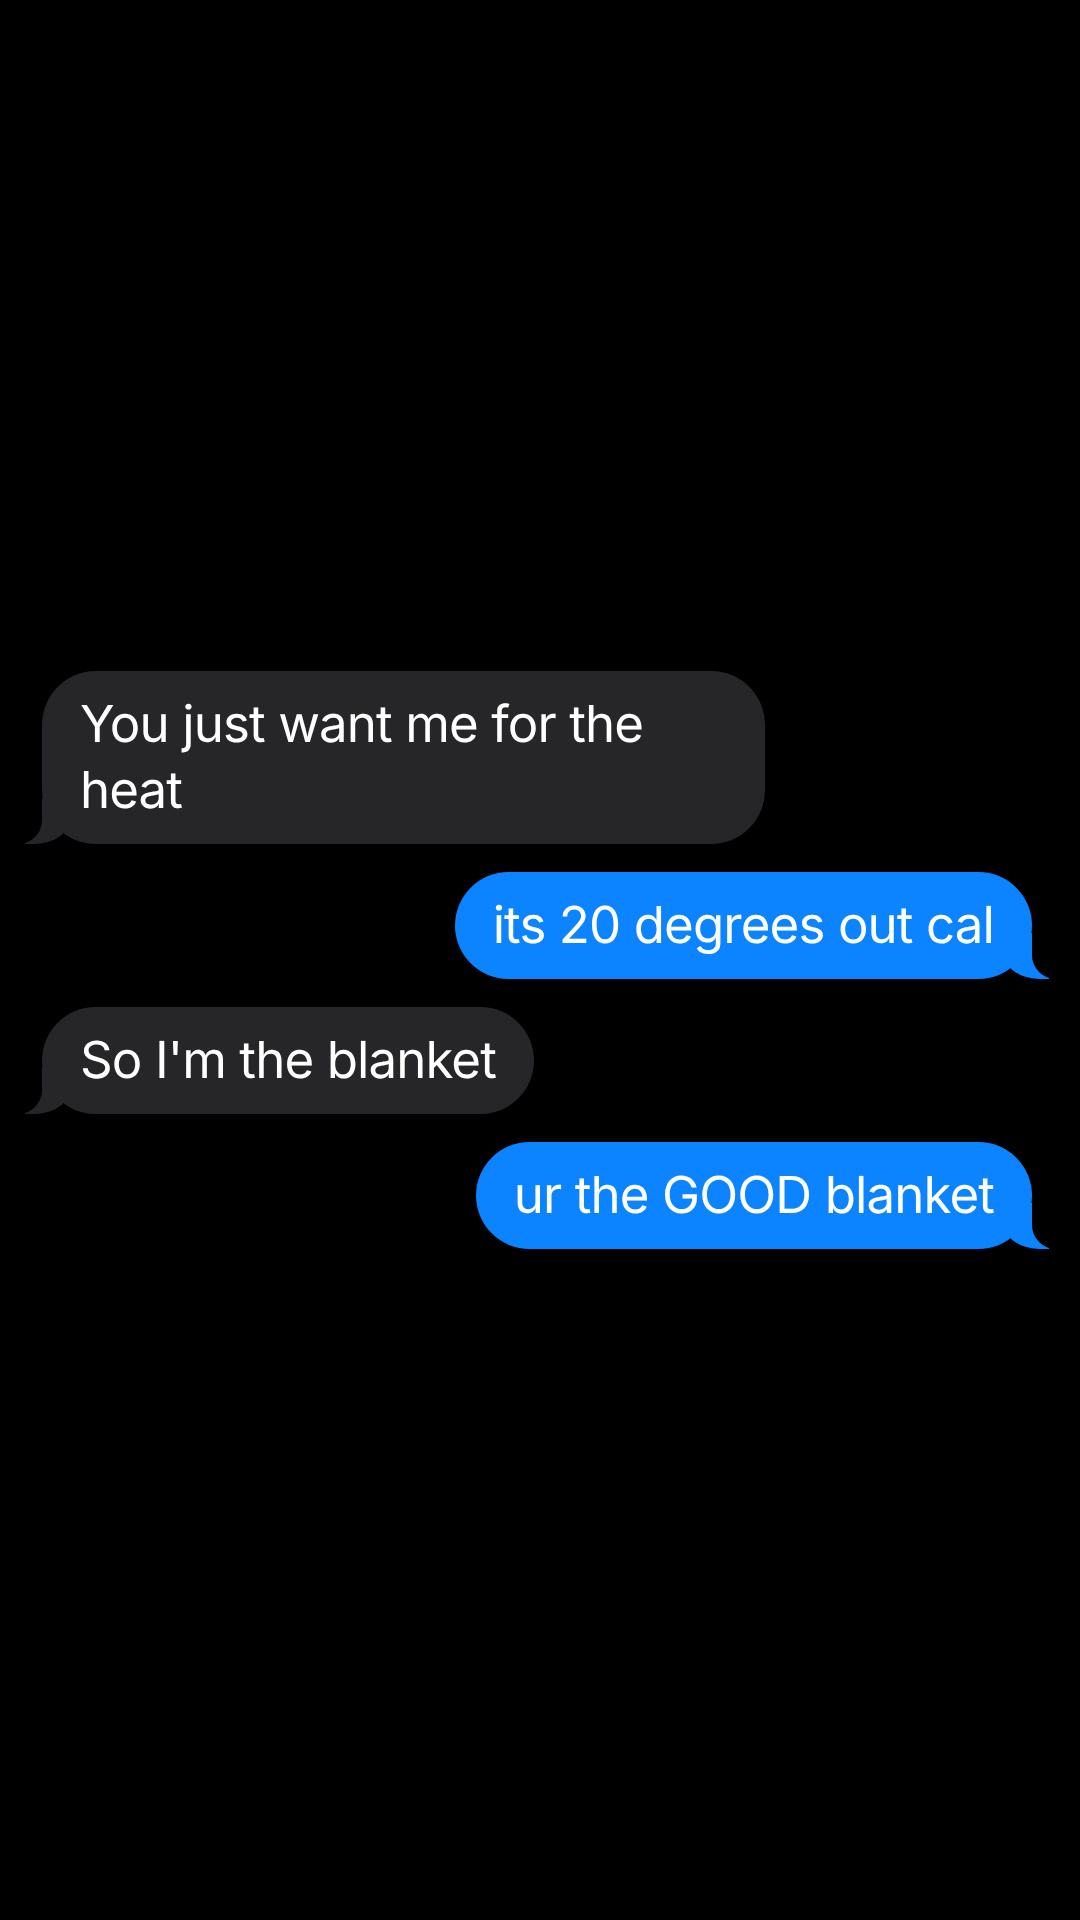 You just want me for the
heat
its 20 degrees out cal
So I'm the blanket
ur the GOOD blanket